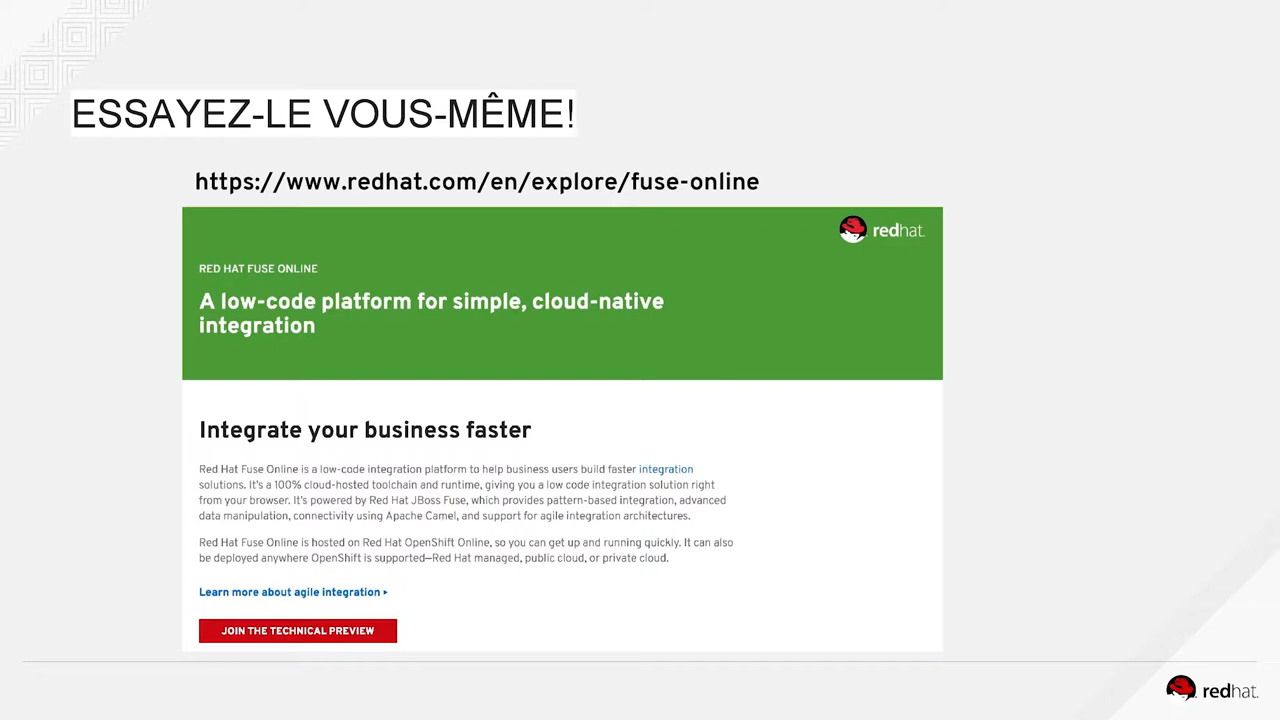 ESSAYEZ-LE VOUS-MÊME!
https://www.redhat.com/en/explore/fuse-online
redhat.
RED HAT FUSE ONLINE
A low-code platform for simple, cloud-native
integration
Integrate your business faster
Red Hat Fuse Online is a low-code integration platform to help business users build faster integration
solutions. It's a 100% cloud-hosted toolchain and runtime, giving you a low code integration solution right
from your browser. It's powered by Red Hat JBoss Fuse, which provides pattern-based integration, advanced
data manipulation, connectivity using Apache Camel, and support for agile integration architectures.
Red Hat Fuse Online is hosted on Red Hat OpenShift Online, so you can get up and running quickly. It can also
be deployed anywhere OpenShift is supported—Red Hat managed, public cloud, or private cloud.
Learn more about agile integration ▸
JOIN THE TECHNICAL PREVIEW
redhat.